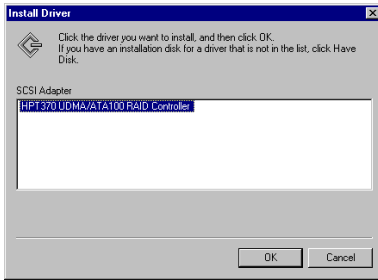 Install Driver
Click the driver you want to install, and then click OK.
If you have an installation disk for a driver that is not in the list, click Have
Disk.
SCSI Adapter
HPT370 UDMA/ATA100 RAID Controller
OK
Cancel